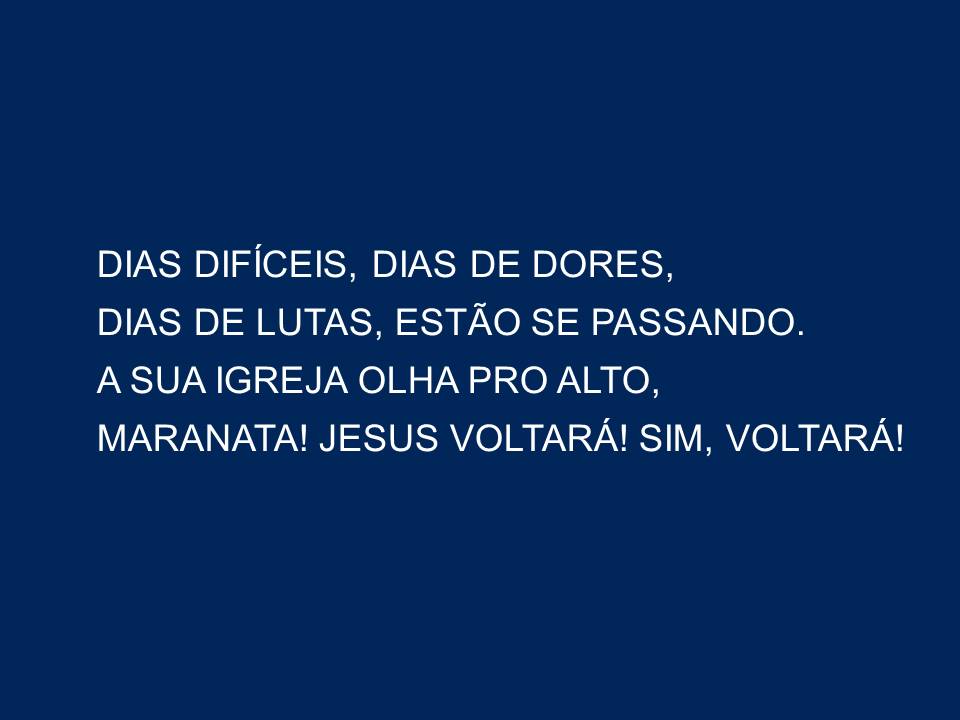 DIAS DIFÍCEIS, DIAS DE DORES,
DIAS DE LUTAS, ESTÃO SE PASSANDO.
A SUA IGREJA OLHA PRO ALTO,
MARANATA! JESUS VOLTARÁ! SIM, VOLTARÁ!